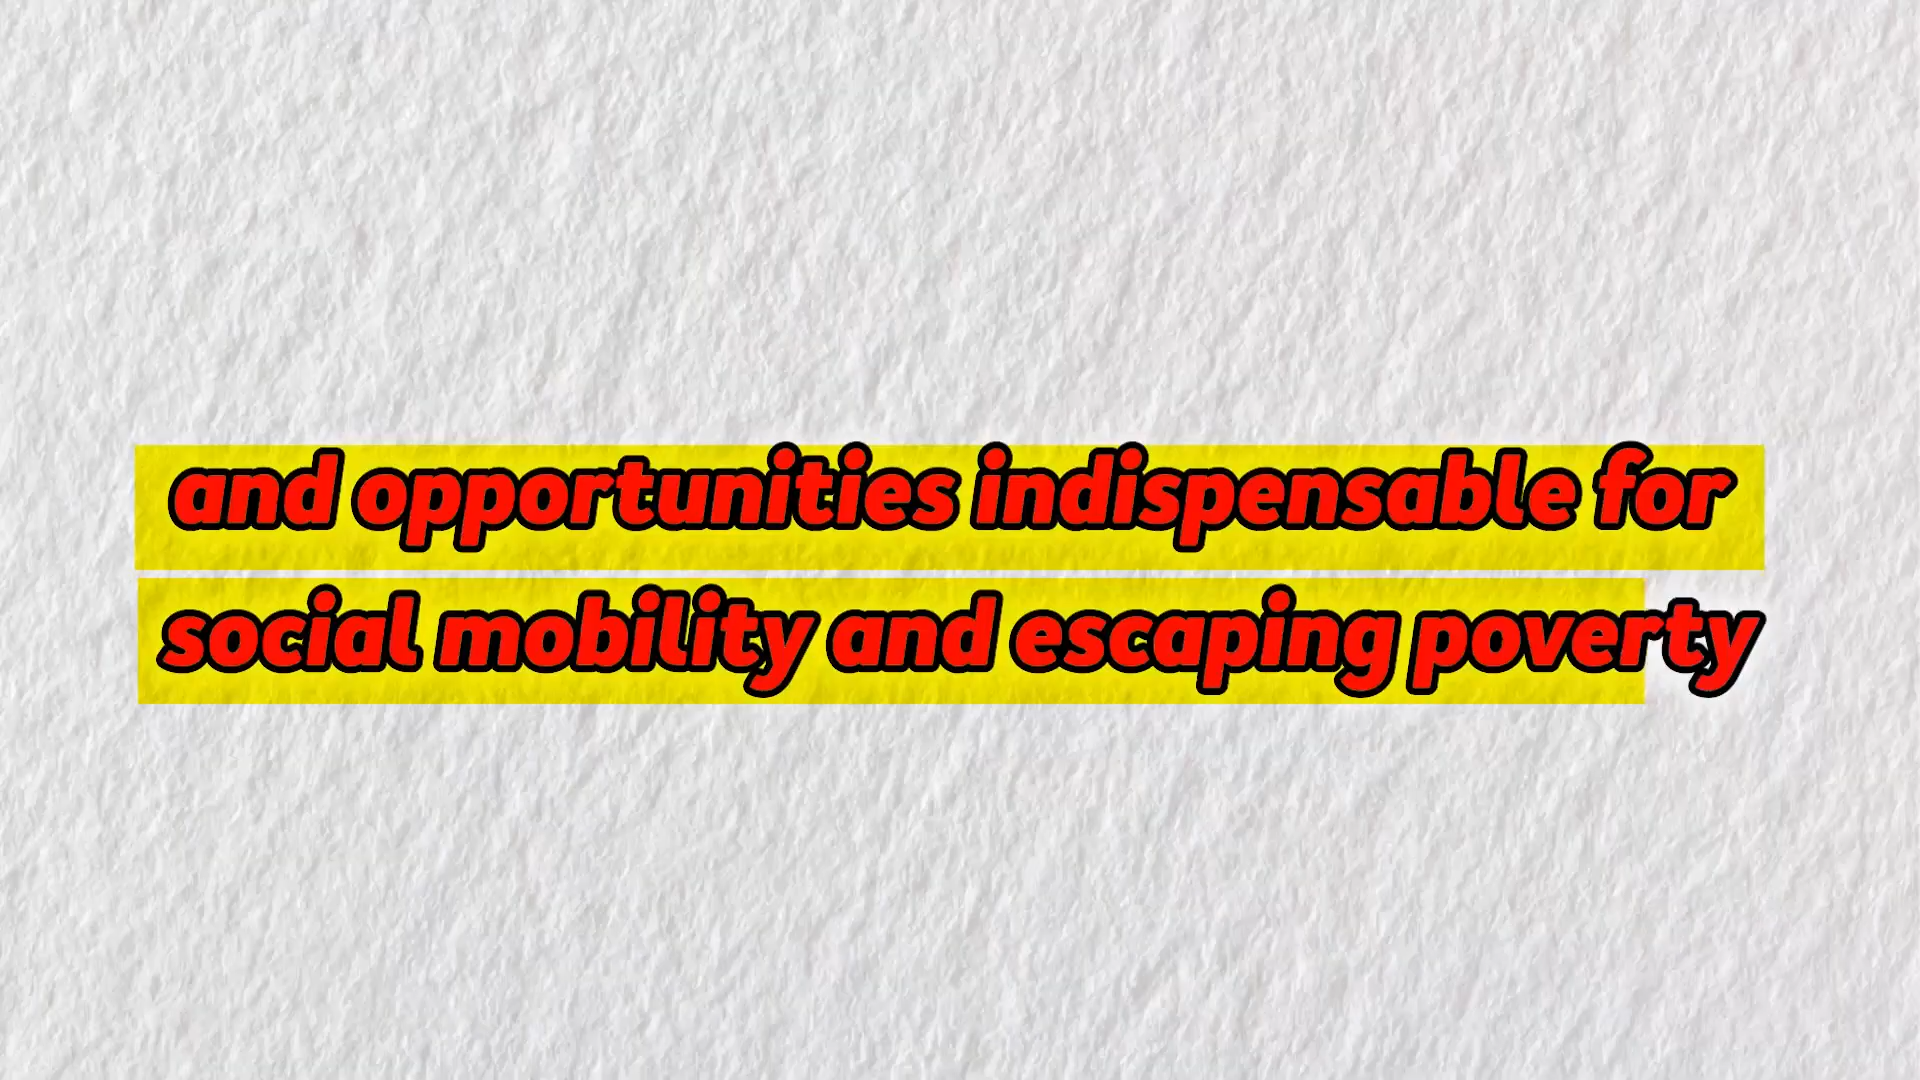 and opportunities indispensable for
social mobility and escaping poverty